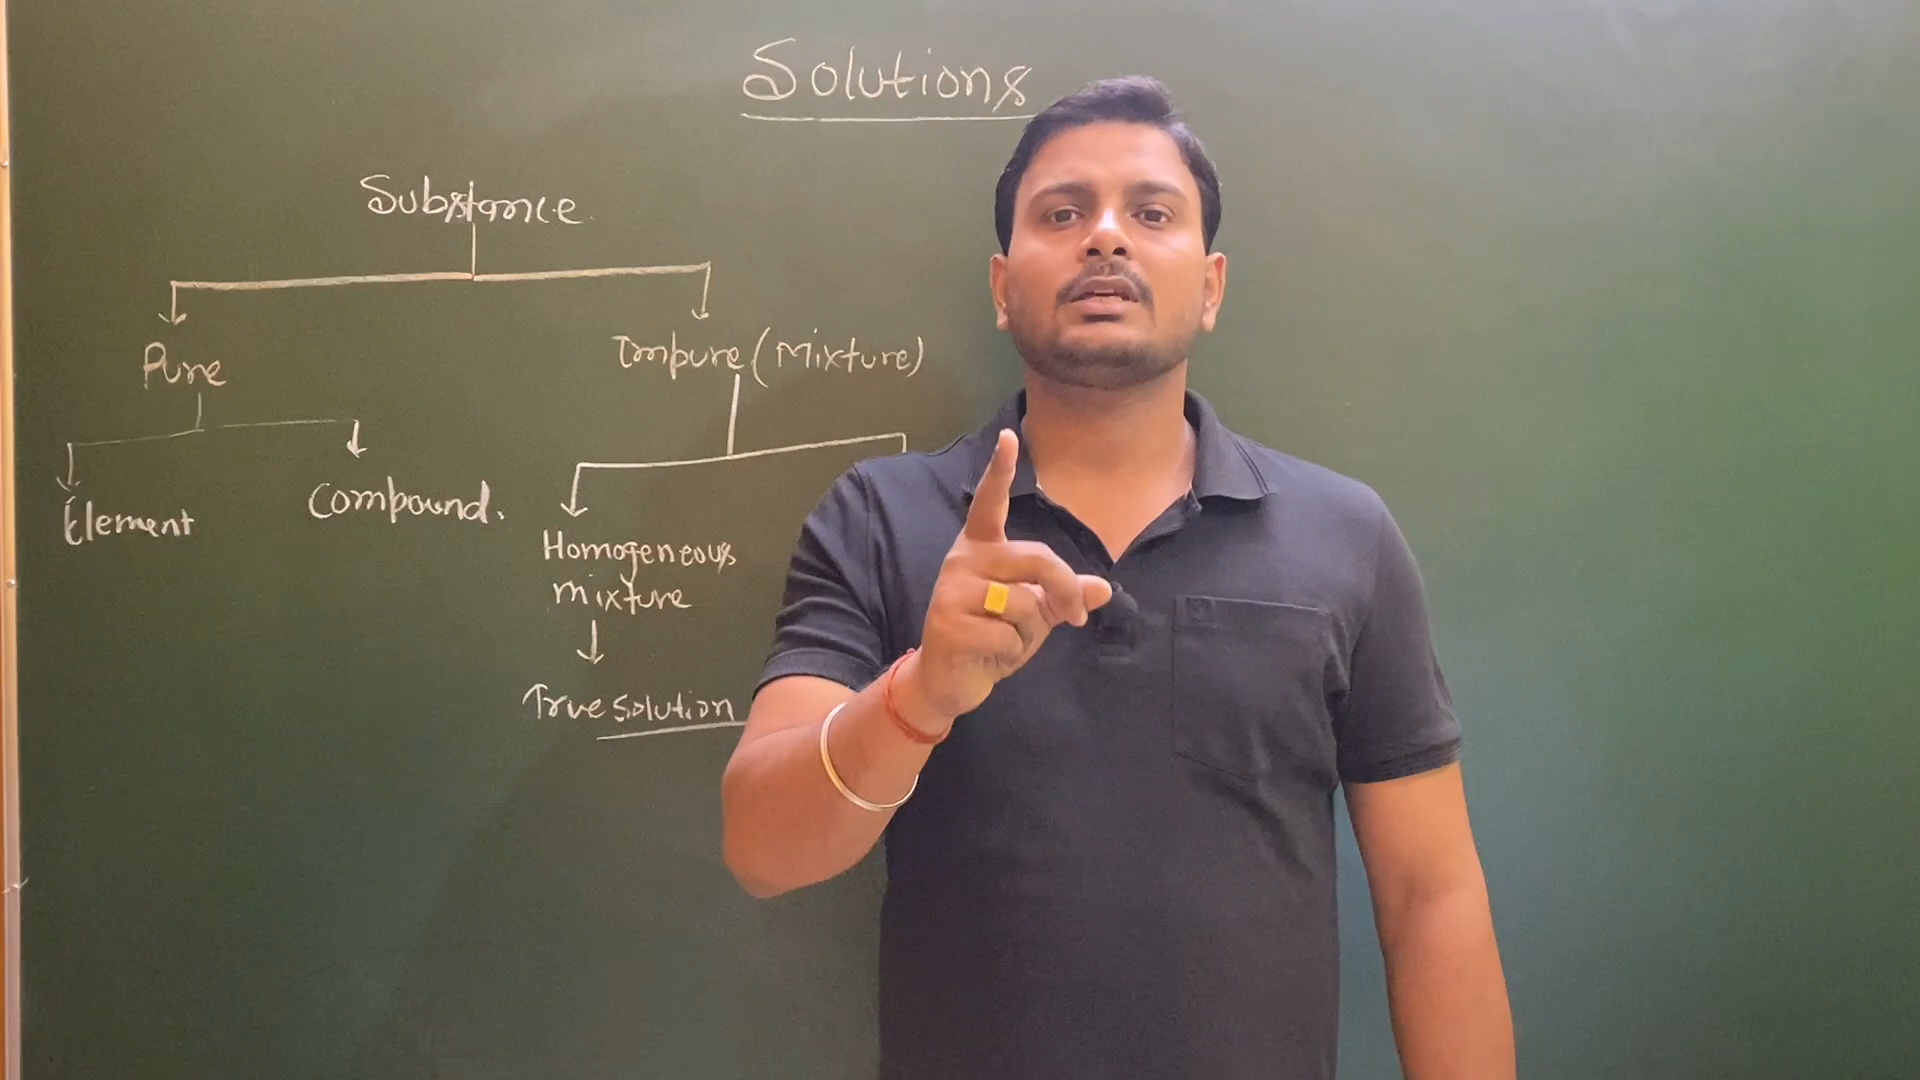 Solutions
Substance.
Pure
Impure (Mixture)
Element
Compound.
Homogeneous
mixture
True solution